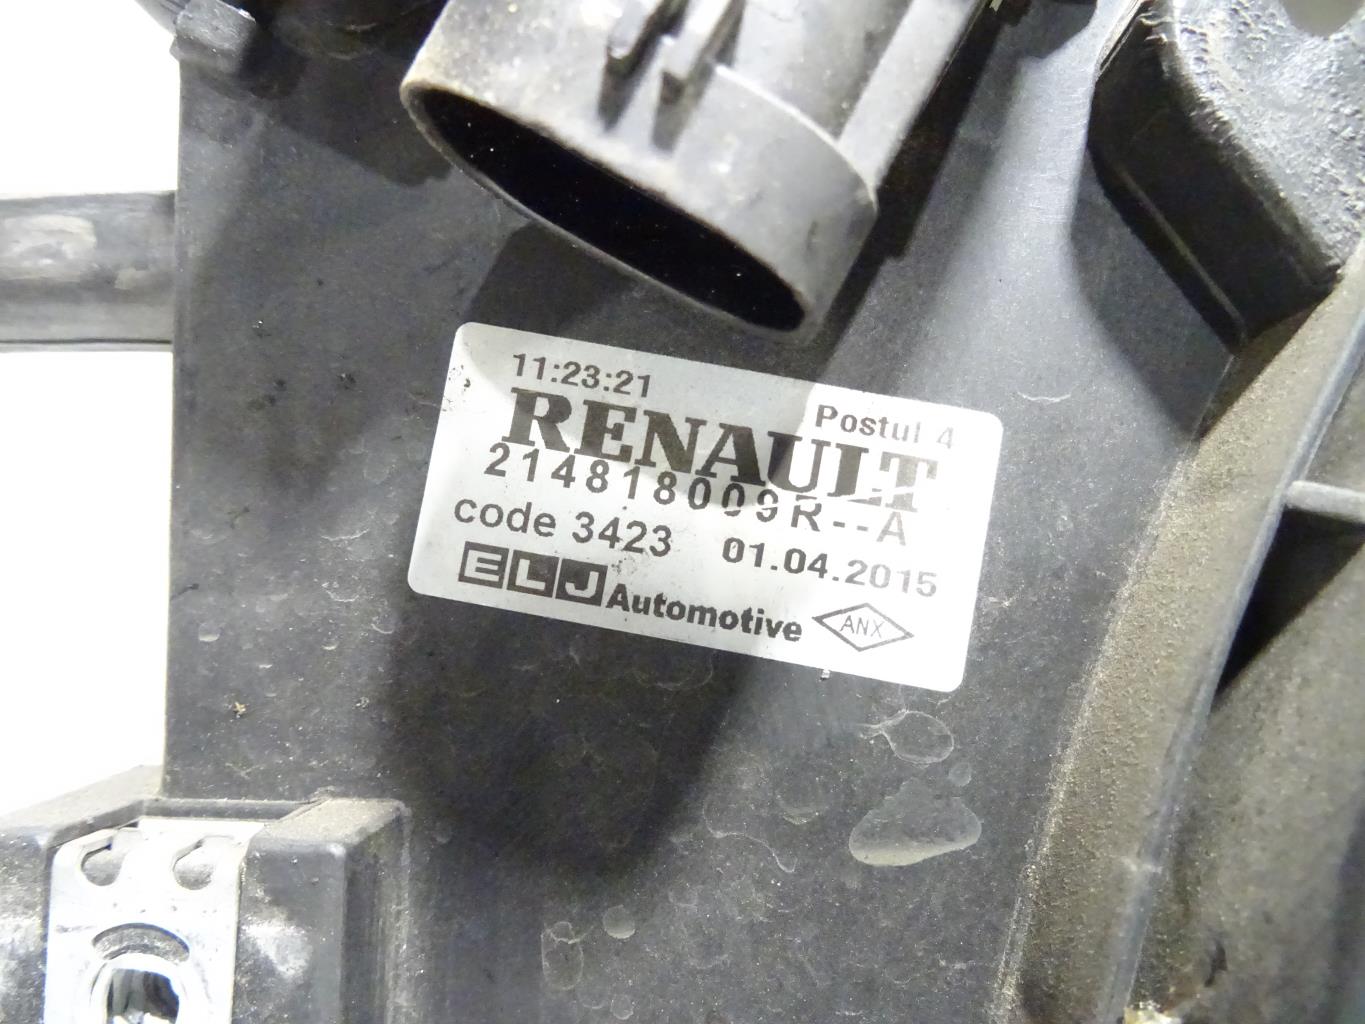 11:23:21
Postul 4
RENAULT
214818009R--A
code 3423 01.04.2015
ELJ Automotive ANX